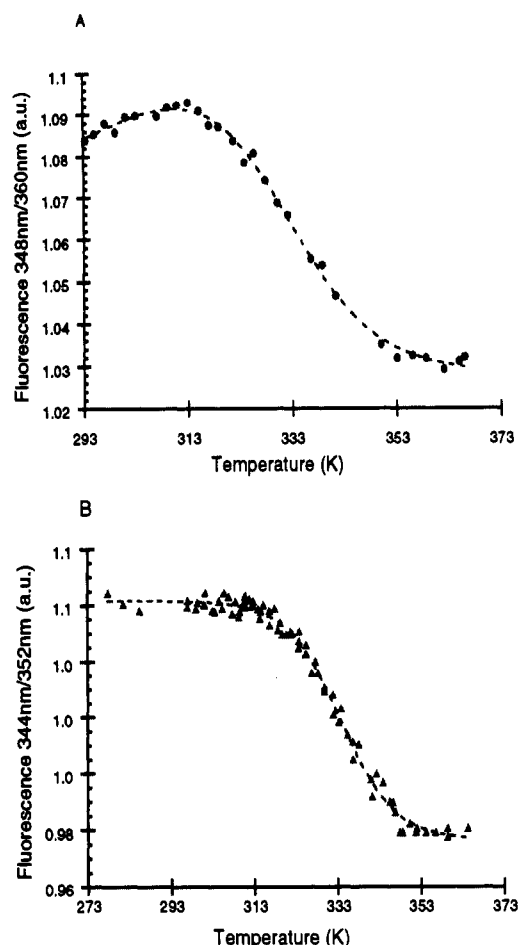 A
Fluorescence 348nm/360nm (a.u.)
1.1
1.09
1.08
1.07
1.06
1.05
1.04
1.03
1.02
293 313 333 353 373
Temperature (K)
B
Fluorescence 344nm/352nm (a.u.)
1.1
1.1
1.0
1.0
1.0
0.98
0.96
273 293 313 333 353 373
Temperature (K)